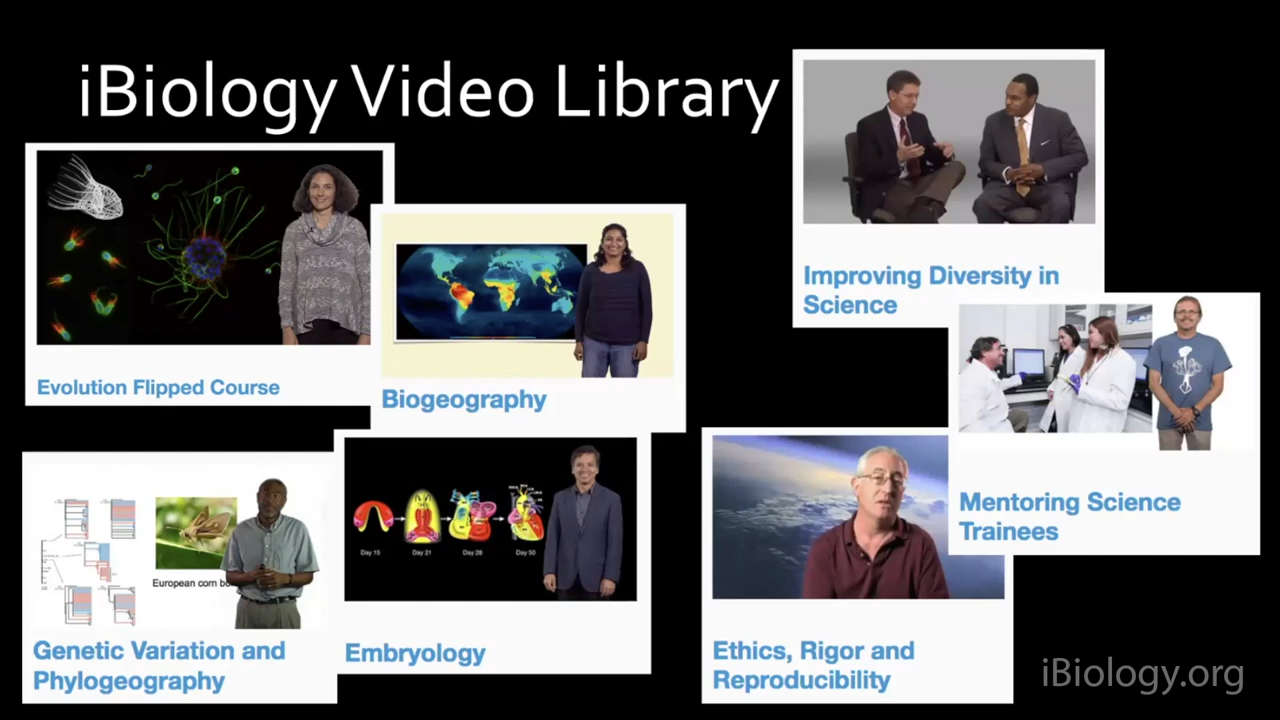 iBiology Video Library
Improving Diversity in
Science
Evolution Flipped Course
Biogeography
Mentoring Science
Trainees
European corn bo
Day 15
Day 21
Day 28
Day 50
Genetic Variation and
Phylogeography
Embryology
Ethics, Rigor and
Reproducibility
iBiology.org